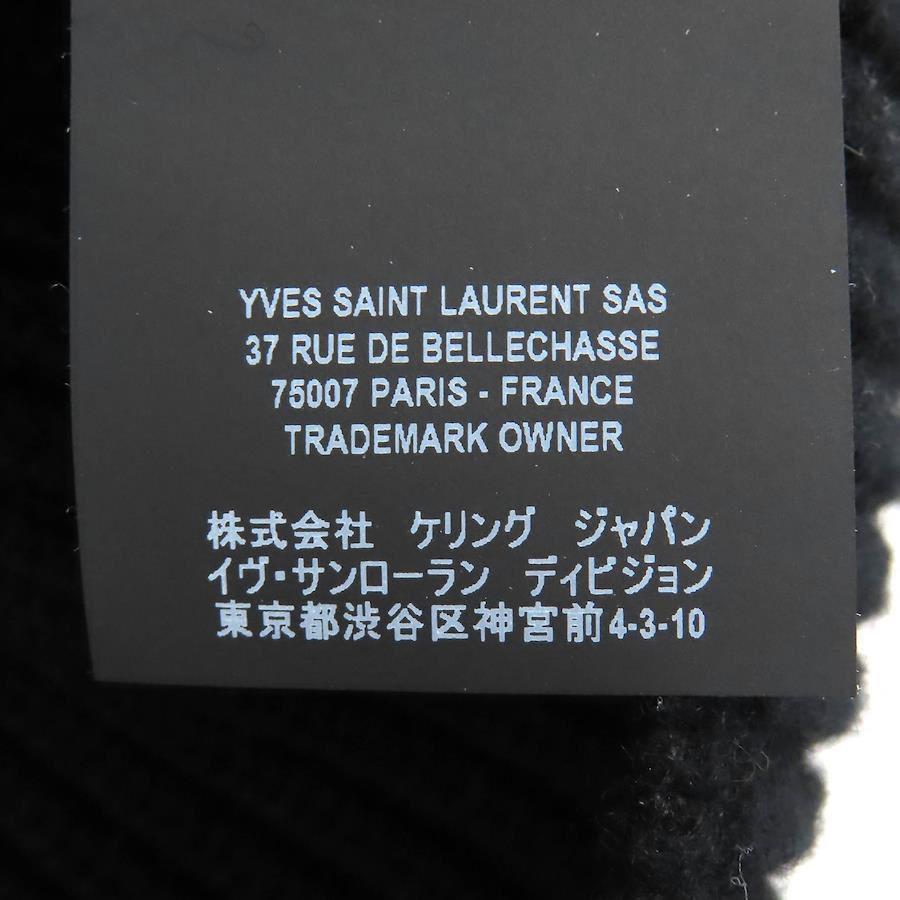 YVES SAINT LAURENT SAS
37 RUE DE BELLECHASSE
75007 PARIS - FRANCE
TRADEMARK OWNER
株式会社 ケリング ジャパン
イヴ・サンローラン ディビジョン
東京都渋谷区神宮前4-3-10